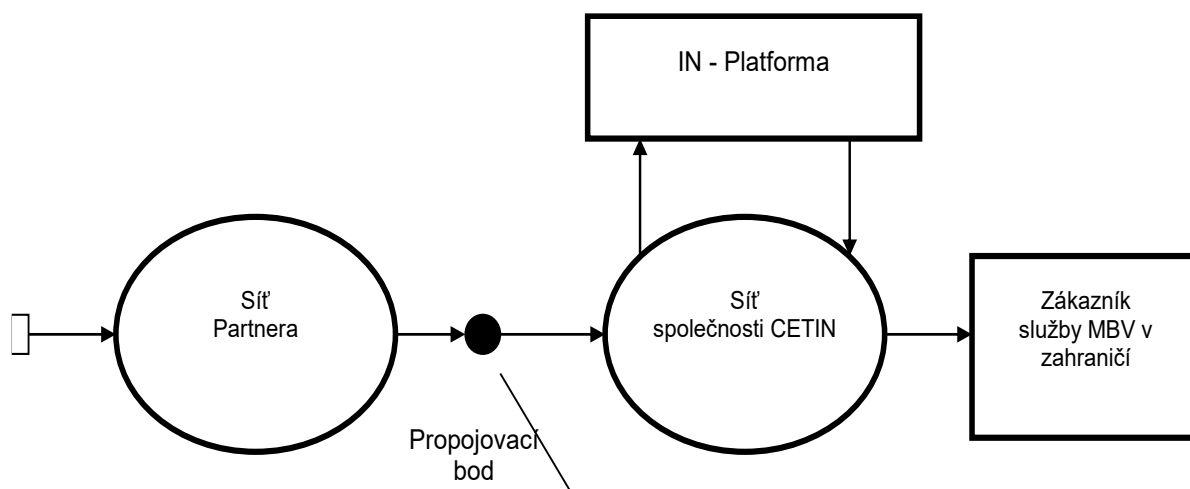 IN - Platforma
Síť
Partnera
Síť
společnosti CETIN
Zákazník
služby MBV v
zahraničí
Propojovací
bod